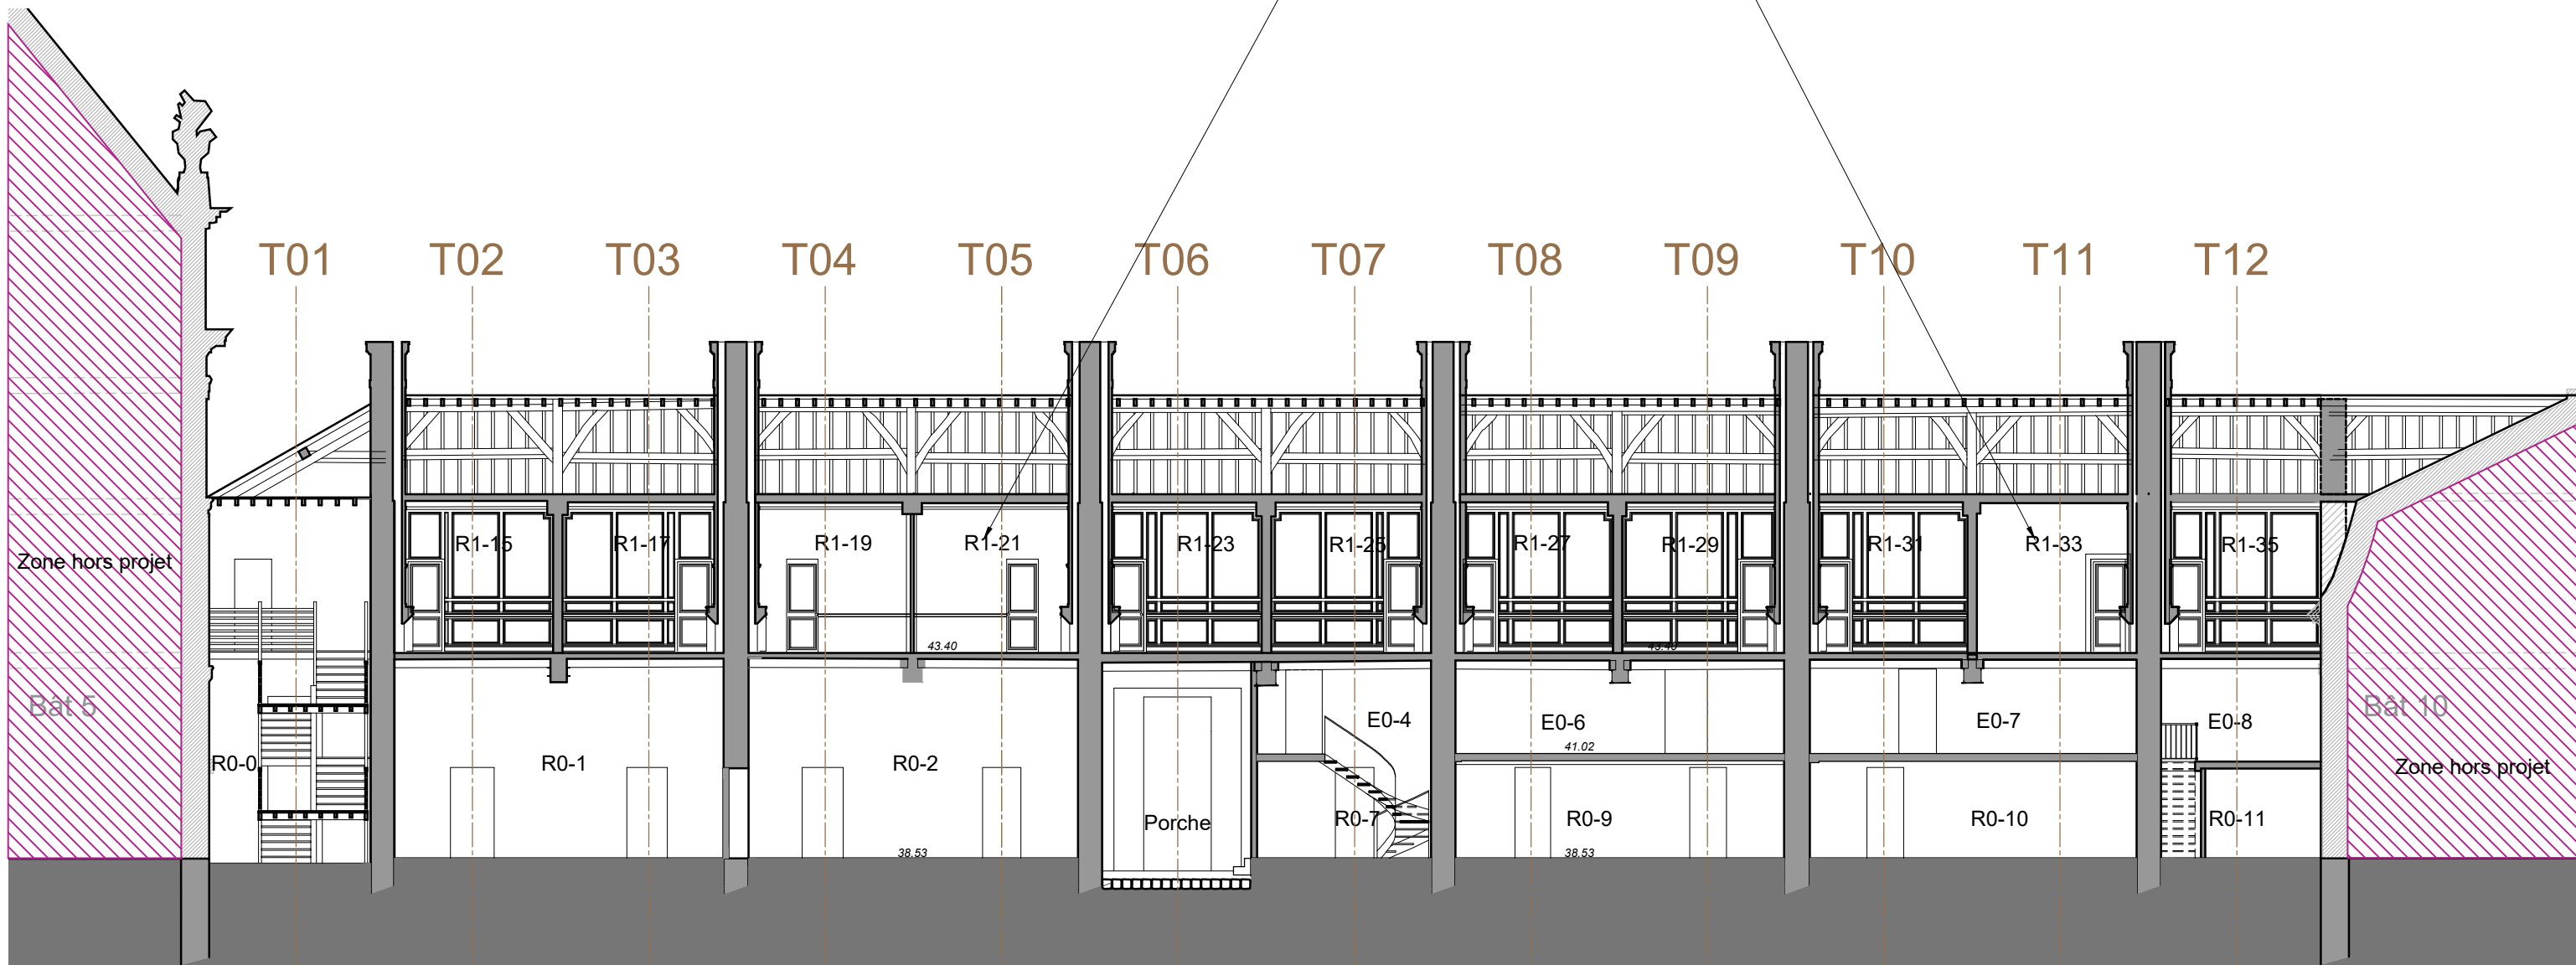 T01 T02 T03 T04 T05 T06 T07 T08 T09 T10 T11 T12
R1-15 R1-17 R1-19 R1-21 R1-23 R1-25 R1-27 R1-29 R1-31 R1-33 R1-35
Zone hors projet
43.40 43.40
Bât 5 E0-4 E0-6 E0-7 E0-8 Bât 10
41.02
R0-0 R0-1 R0-2 Zone hors projet
Porche R0-7 R0-9 R0-10 R0-11
38.53 38.53